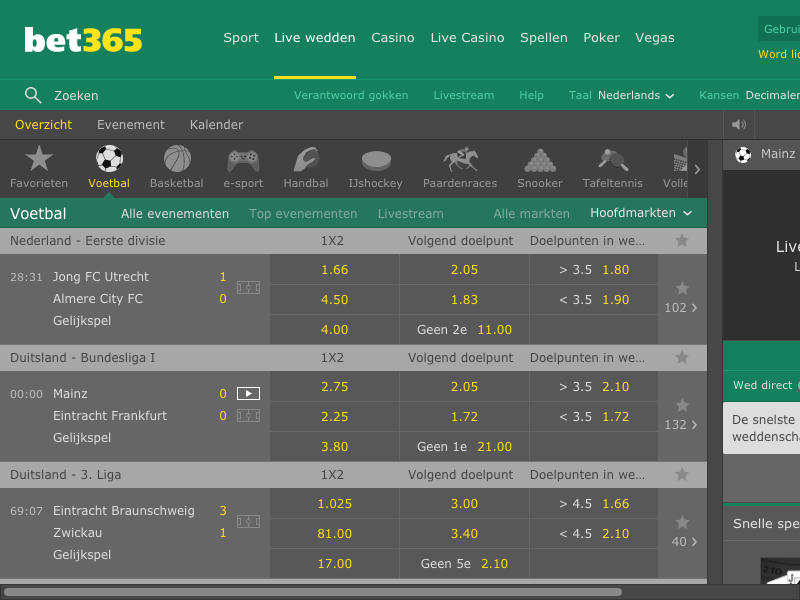 bet365
Sport Live wedden Casino Live Casino Spellen Poker Vegas
Word
Zoeken
Verantwoord gokken Livestream Help Taal Nederlands Kansen
Overzicht Evenement Kalender
Favorieten Voetbal Basketbal e-sport Handbal IJshockey Paardenraces Snooker Tafeltennis
Mainz
Voetbal Alle evenementen Top evenementen Livestream Alle markten Hoofdmarkten
Nederland - Eerste divisie 1X2 Volgend doelpunt Doelpunten in we...
28:31 Jong FC Utrecht 1 1.66 2.05 > 3.5 1.80
Almere City FC 0 4.50 1.83 < 3.5 1.90
Gelijkspel 4.00 Geen 2e 11.00
102
Duitsland - Bundesliga I 1X2 Volgend doelpunt Doelpunten in we...
00:00 Mainz 0 2.75 2.05 > 3.5 2.10
Eintracht Frankfurt 0 2.25 1.72 < 3.5 1.72
Gelijkspel 3.80 Geen 1e 21.00
132
Duitsland - 3. Liga 1X2 Volgend doelpunt Doelpunten in we...
69:07 Eintracht Braunschweig 3 1.025 3.00 > 4.5 1.66
Zwickau 1 81.00 3.40 < 4.5 2.10
Gelijkspel 17.00 Geen 5e 2.10
40
Wed direct
De snelste
Snelle